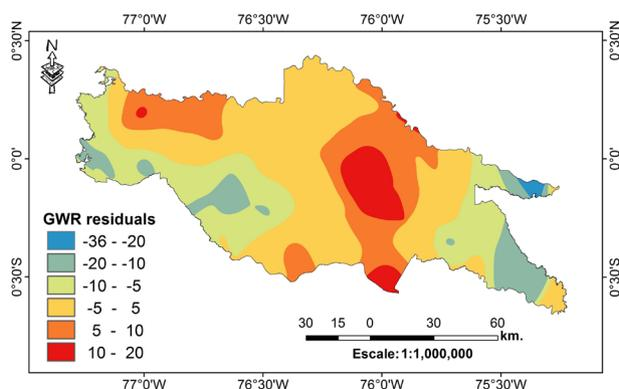 77°0'W 76°30'W 76°0'W 75°30'W
0°30'N 0°30'N
N
0°0' 0°0'
GWR residuals
-36 - -20
-20 - -10
-10 - -5
-5 - 5
5 - 10
10 - 20
0°30'S 0°30'S
30 15 0 30 60 km.
Escale: 1:1,000,000
77°0'W 76°30'W 76°0'W 75°30'W